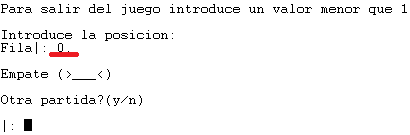 Para salir del juego introduce un valor menor que 1
Introduce la posicion:
Fila|: 0.
Empate (>___<)
Otra partida?(y/n)
|: